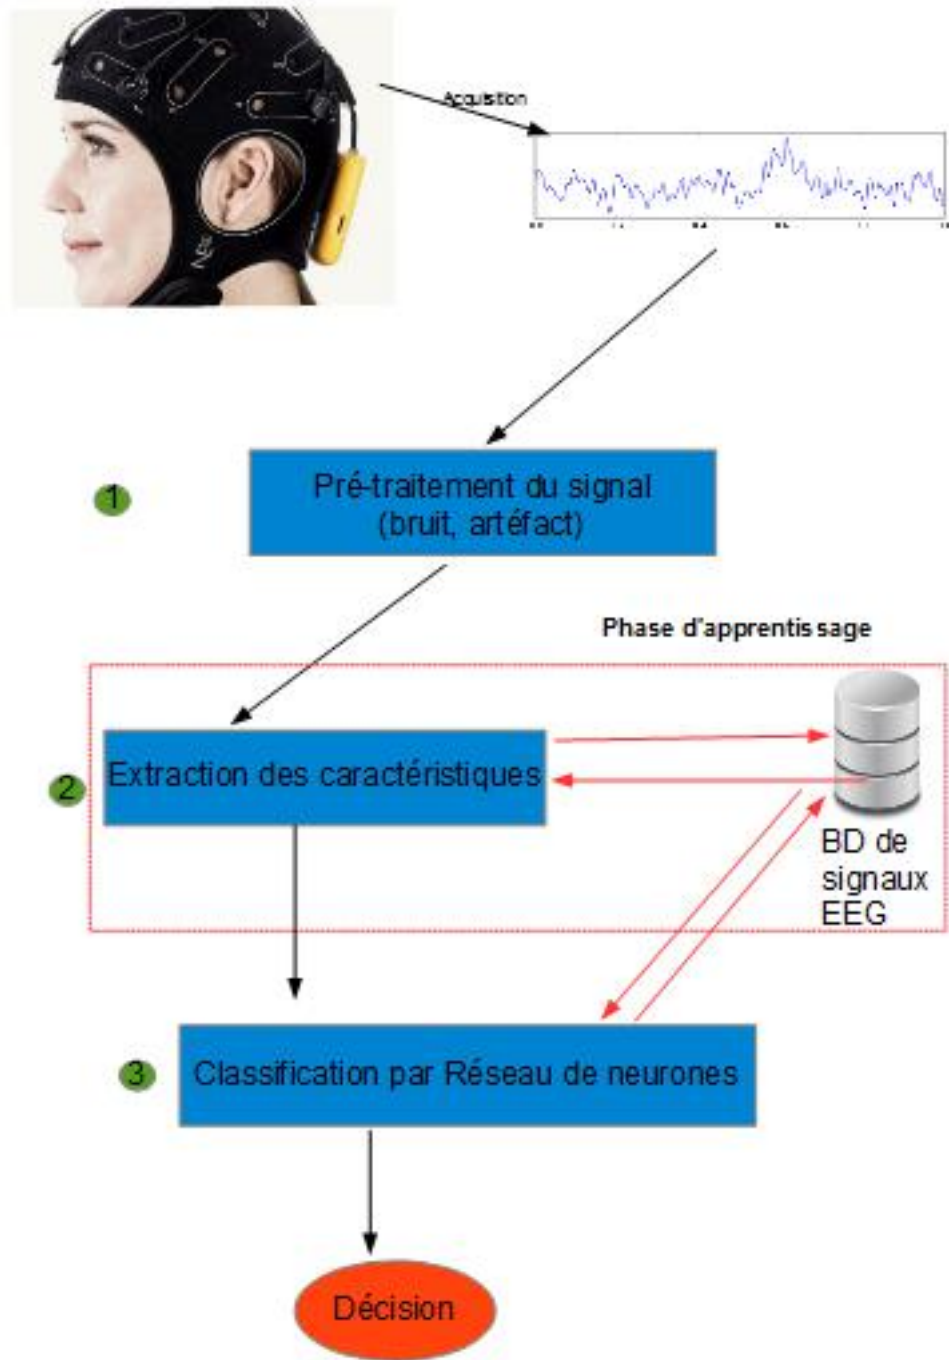 Acquisition
1
Pré-traitement du signal
(bruit, artéfact)
Phase d'apprentissage
2
Extraction des caractéristiques
BD de
signaux
EEG
3
Classification par Réseau de neurones
Décision